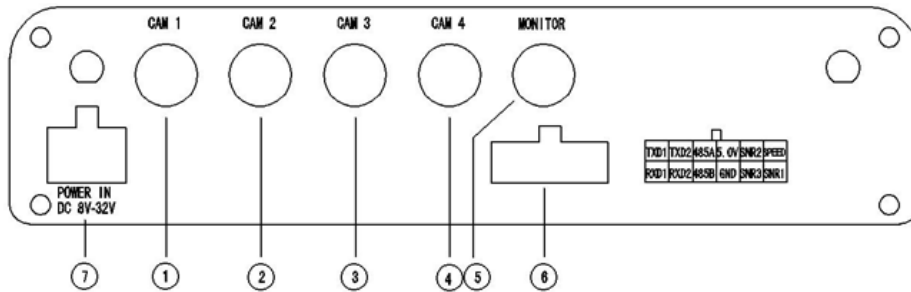 CAM 1 CAM 2 CAM 3 CAM 4 MONITOR
TXD1 TXD2 485A 5.0V SNR2 SPEED
RXD1 RXD2 485B GND SNR3 SNR1
POWER IN
DC 8V-32V
7 1 2 3 4 5 6